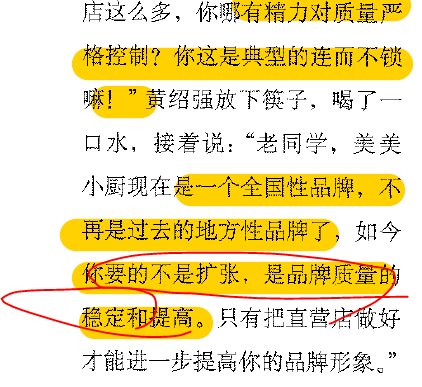 店这么多，你哪有精力对质量严
格控制？你这是典型的连而不锁
嘛！”黄绍强放下筷子，喝了一
口水，接着说：“老同学，美美
小厨现在是一个全国性品牌，不
再是过去的地方性品牌了，如今
你要的不是扩张，是品牌质量的
稳定和提高。只有把直营店做好
才能进一步提高你的品牌形象。”